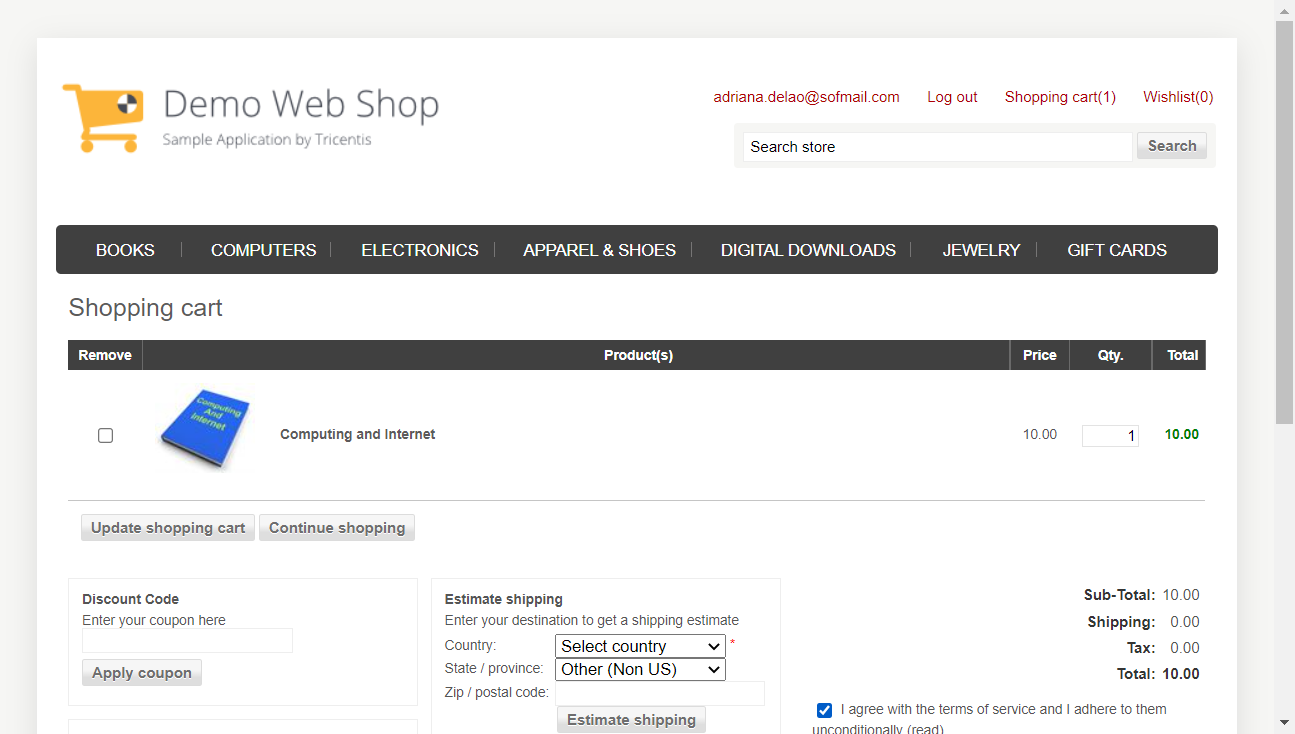 Demo Web Shop
Sample Application by Tricentis
adriana.delao@sofmail.com Log out Shopping cart(1) Wishlist(0)
Search store Search
BOOKS COMPUTERS ELECTRONICS APPAREL & SHOES DIGITAL DOWNLOADS JEWELRY GIFT CARDS
Shopping cart
Remove Product(s) Price Qty. Total
Computing
And
Internet
Computing and Internet 10.00 1 10.00
Update shopping cart Continue shopping
Discount Code
Enter your coupon here
Apply coupon
Estimate shipping
Enter your destination to get a shipping estimate
Country: Select country *
State / province: Other (Non US)
Zip / postal code:
Estimate shipping
Sub-Total: 10.00
Shipping: 0.00
Tax: 0.00
Total: 10.00
I agree with the terms of service and I adhere to them
unconditionally (read)